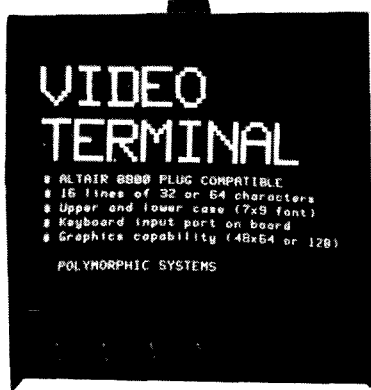 VIDEO
TERMINAL
# ALTAIR 8800 PLUG COMPATIBLE
# 16 lines of 32 or 64 characters
# Upper and lower case (7x9 font)
# Keyboard input port on board
# Graphics capability (48x64 or 128)
POLYMORPHIC SYSTEMS